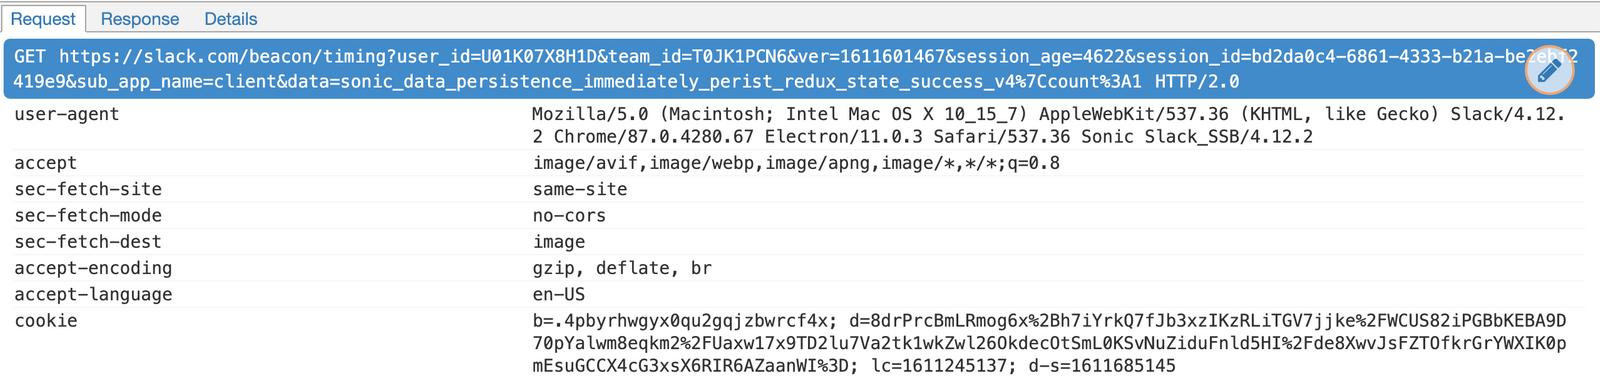 Request Response Details
GET https://slack.com/beacon/timing?user_id=U01K07X8H1D&team_id=T0JK1PCN6&ver=1611601467&session_age=4622&session_id=bd2da0c4-6861-4333-b21a-be2ebf2
419e9&sub_app_name=client&data=sonic_data_persistence_immediately_perist_redux_state_success_v4%7Ccount%3A1 HTTP/2.0
user-agent Mozilla/5.0 (Macintosh; Intel Mac OS X 10_15_7) AppleWebKit/537.36 (KHTML, like Gecko) Slack/4.12.
2 Chrome/87.0.4280.67 Electron/11.0.3 Safari/537.36 Sonic Slack_SSB/4.12.2
accept image/avif,image/webp,image/apng,image/*,*/*;q=0.8
sec-fetch-site same-site
sec-fetch-mode no-cors
sec-fetch-dest image
accept-encoding gzip, deflate, br
accept-language en-US
cookie b=.4pbyrhwgyx0qu2gqjzbwrcf4x; d=8drPrcBmLRmog6x%2Bh7iYrkQ7fJb3xzIKzRLiTGV7jjke%2FWCUS82iPGBbKEBA9D
70pYalwm8eqkm2%2FUaxw17x9TD2lu7Va2tk1wkZwl26OkdecOtSmL0KSvNuZiduFnld5HI%2Fde8XwvJsFZTOfkrGrYWXIK0p
mEsuGCCX4cG3xsX6RIR6AZaanWI%3D; lc=1611245137; d-s=1611685145